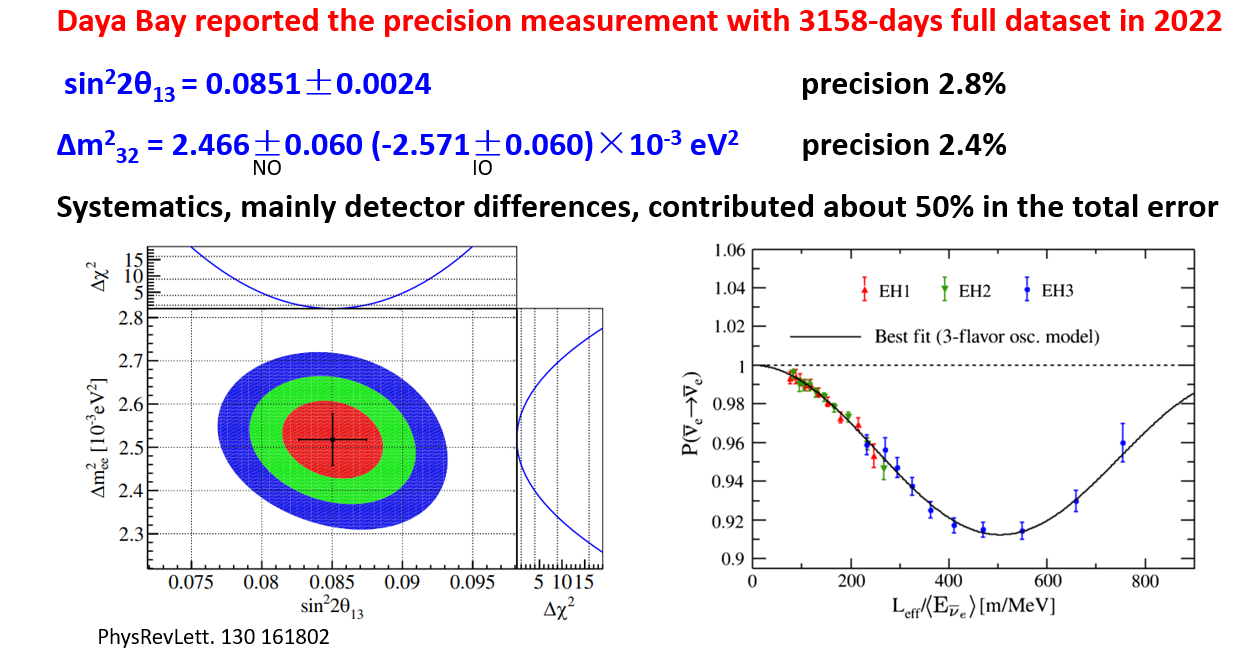 Daya Bay reported the precision measurement with 3158-days full dataset in 2022
sin²2θ₁₃ = 0.0851±0.0024 precision 2.8%
Δm²₃₂ = 2.466±0.060 (-2.571±0.060)×10⁻³ eV² precision 2.4%
NO IO
Systematics, mainly detector differences, contributed about 50% in the total error
Δχ²
15
10
5
2.8
2.7
2.6
2.5
2.4
2.3
Δm²ee [10⁻³eV²]
0.075 0.08 0.085 0.09 0.095
sin²2θ₁₃
5 10 15
Δχ²
PhysRevLett. 130 161802
1.06
1.04
1.02
1
0.98
0.96
0.94
0.92
0.9
P(ν̅e→ν̅e)
EH1 EH2 EH3
Best fit (3-flavor osc. model)
0 200 400 600 800
Leff/⟨Eν̅e⟩ [m/MeV]